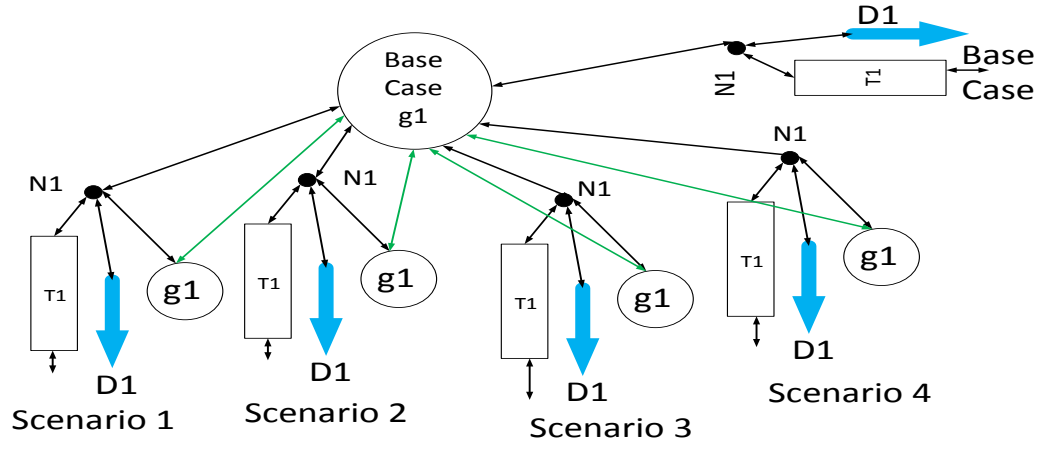 D1
Base
Case
g1
N1
T1
Base
Case
N1
T1
D1
g1
Scenario 1
N1
T1
D1
g1
Scenario 2
N1
T1
D1
g1
Scenario 3
N1
T1
D1
g1
Scenario 4